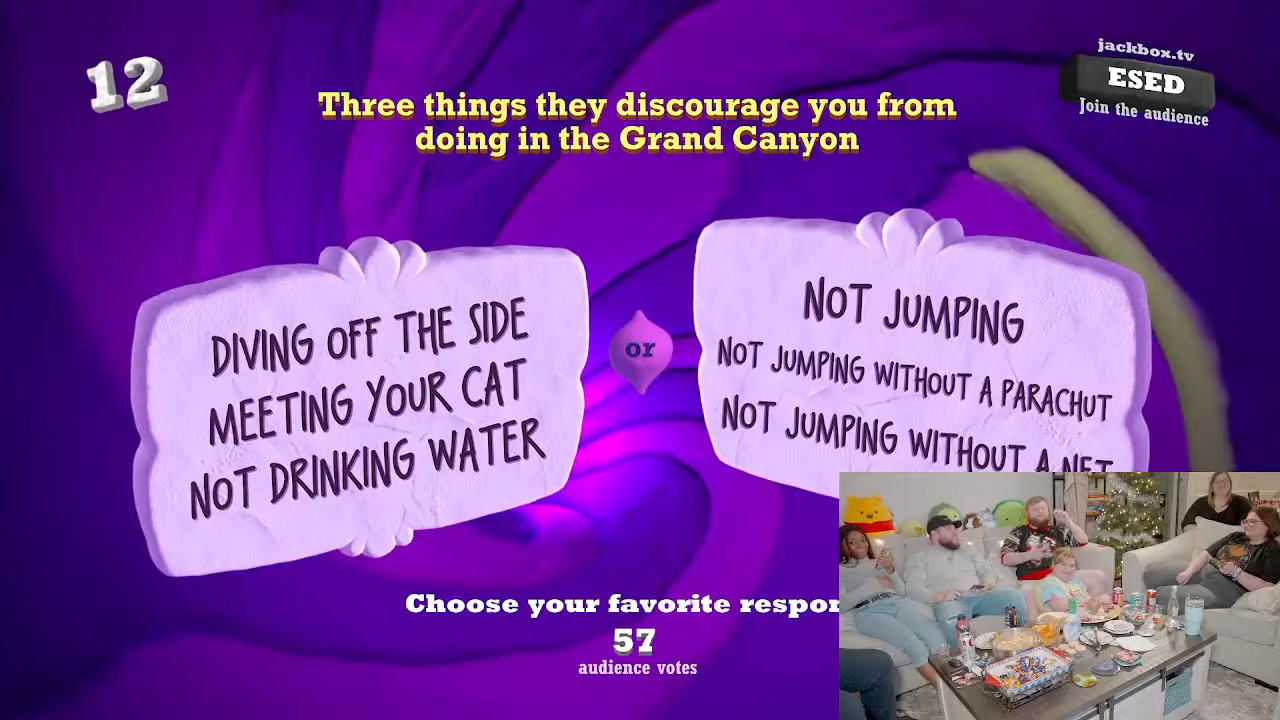 12
jackbox.tv
ESED
Join the audience
Three things they discourage you from
doing in the Grand Canyon
DIVING OFF THE SIDE
MEETING YOUR CAT
NOT DRINKING WATER
or
NOT JUMPING
NOT JUMPING WITHOUT A PARACHUT
NOT JUMPING WITHOUT A NET
Choose your favorite respon
57
audience votes